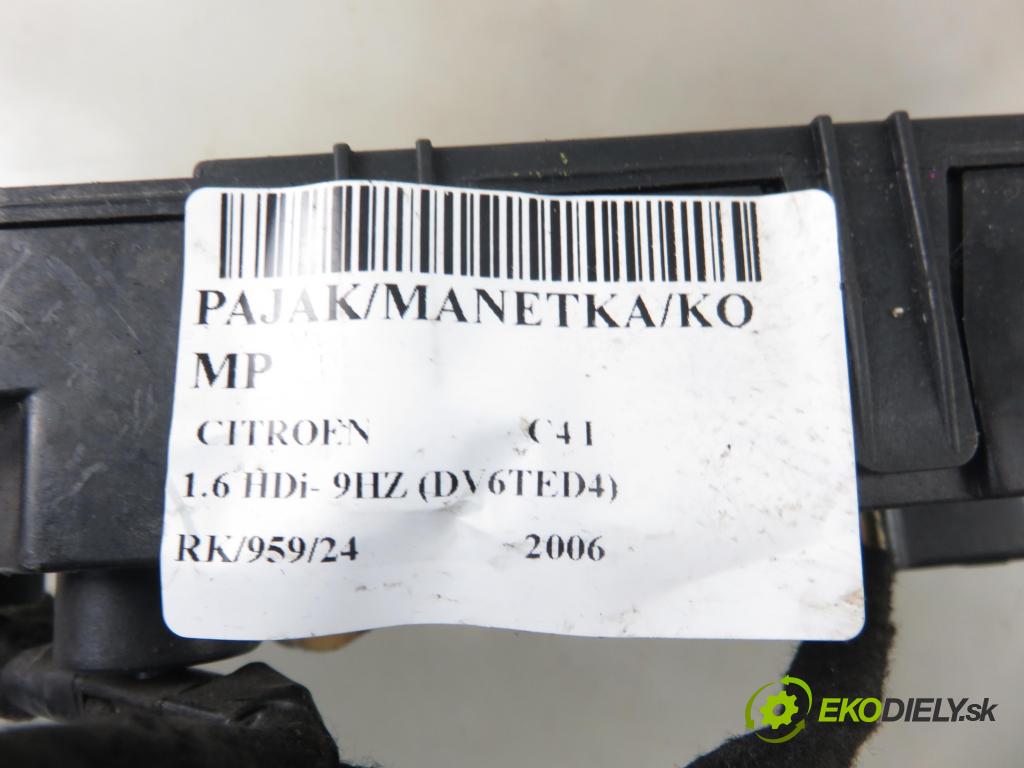 PAJAK/MANETKA/KO
MP
CITROEN C4 I
1.6 HDi- 9HZ (DV6TED4)
RK/959/24 2006
EKODIELY.sk